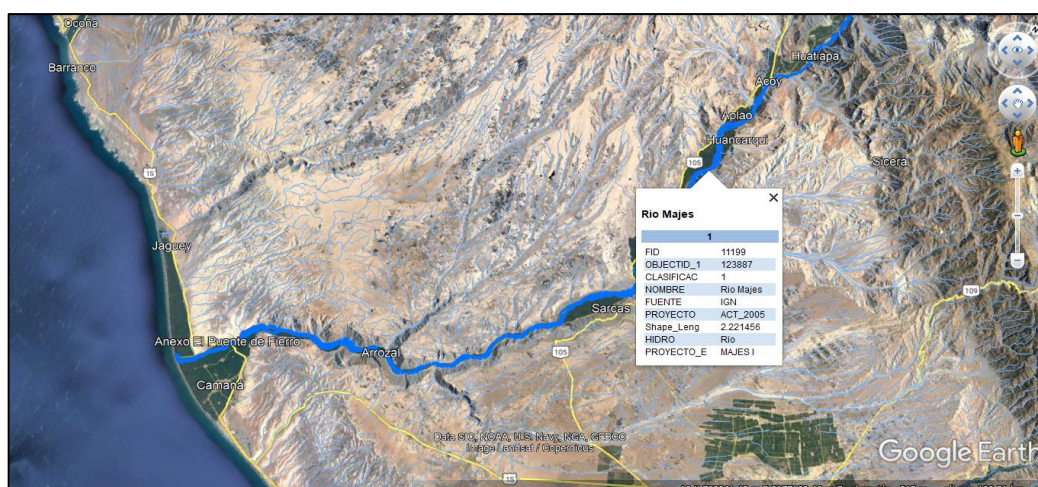 Ocoña
Barranco
1S
Jaguey
Anexo El Puente de Fierro
Camaná
Arrozal
Sarcas
105
105
1S
109
Huatiapa
Acoy
Aplao
Huancarqui
Sicera
Rio Majes
1
FID 11199
OBJECTID_1 123887
CLASIFICAC 1
NOMBRE Rio Majes
FUENTE IGN
PROYECTO ACT_2005
Shape_Leng 2.221456
HIDRO Rio
PROYECTO_E MAJES I
Data SIO, NOAA, U.S. Navy, NGA, GEBCO
Image Landsat / Copernicus
Google Earth